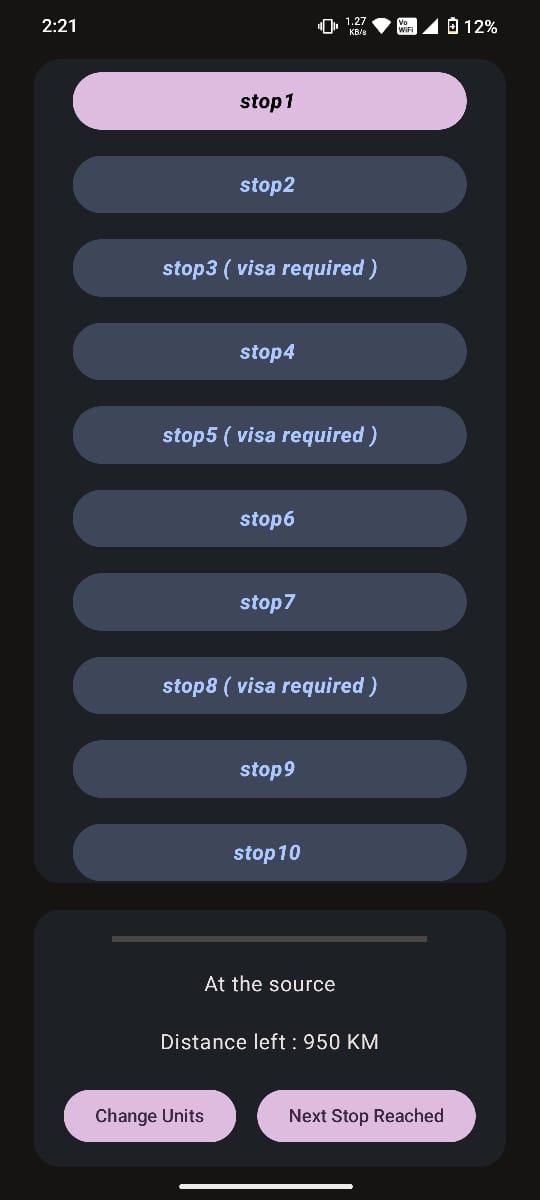 2:21
1.27 KB/s Vo WiFi 12%
stop1
stop2
stop3 ( visa required )
stop4
stop5 ( visa required )
stop6
stop7
stop8 ( visa required )
stop9
stop10
At the source
Distance left : 950 KM
Change Units
Next Stop Reached